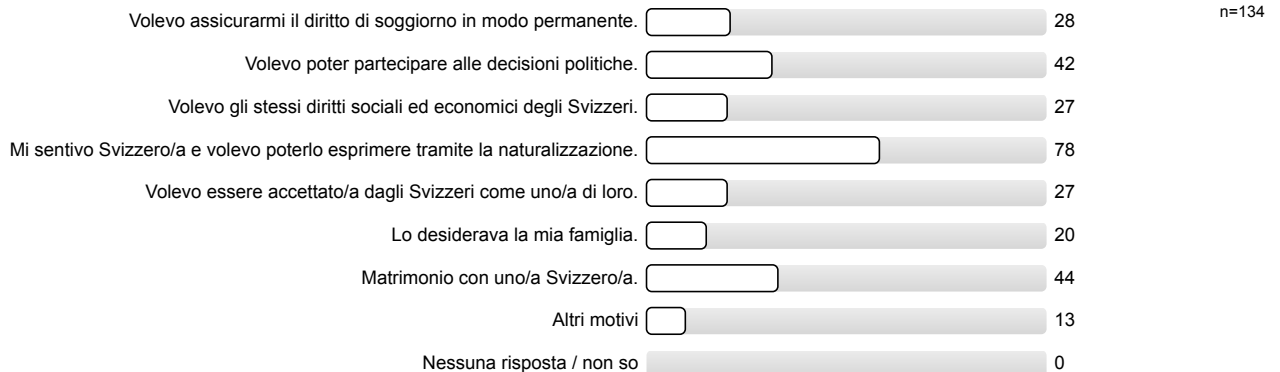 n=134
Volevo assicurarmi il diritto di soggiorno in modo permanente. 28
Volevo poter partecipare alle decisioni politiche. 42
Volevo gli stessi diritti sociali ed economici degli Svizzeri. 27
Mi sentivo Svizzero/a e volevo poterlo esprimere tramite la naturalizzazione. 78
Volevo essere accettato/a dagli Svizzeri come uno/a di loro. 27
Lo desiderava la mia famiglia. 20
Matrimonio con uno/a Svizzero/a. 44
Altri motivi 13
Nessuna risposta / non so 0